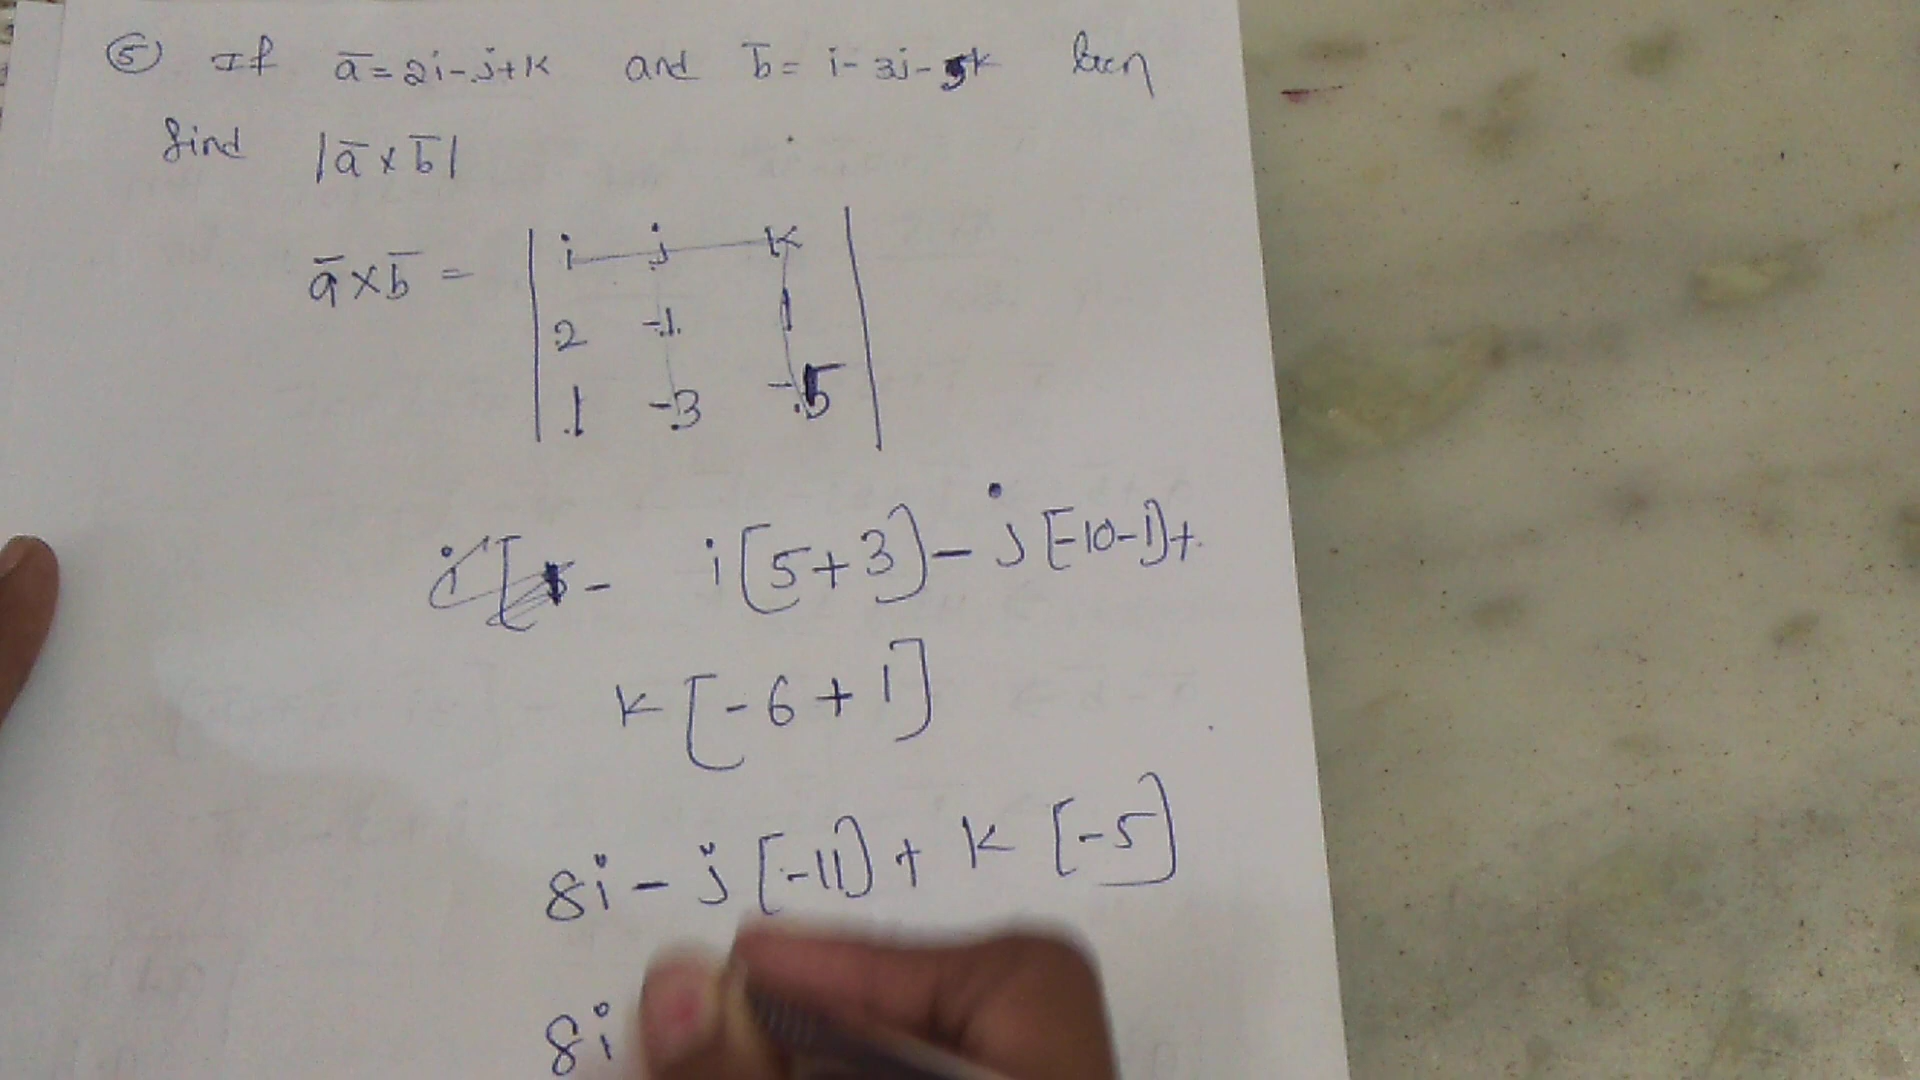 ⑤ If a̅ = 2i - j + k and b̅ = i - 3j - 5k then
find |a̅ × b̅|
a̅ × b̅ = | i j k |
2 -1 1
1 -3 -5
i [5+3] - j [-10-1] +
k [-6+1]
8i - j [-11] + k [-5]
8i